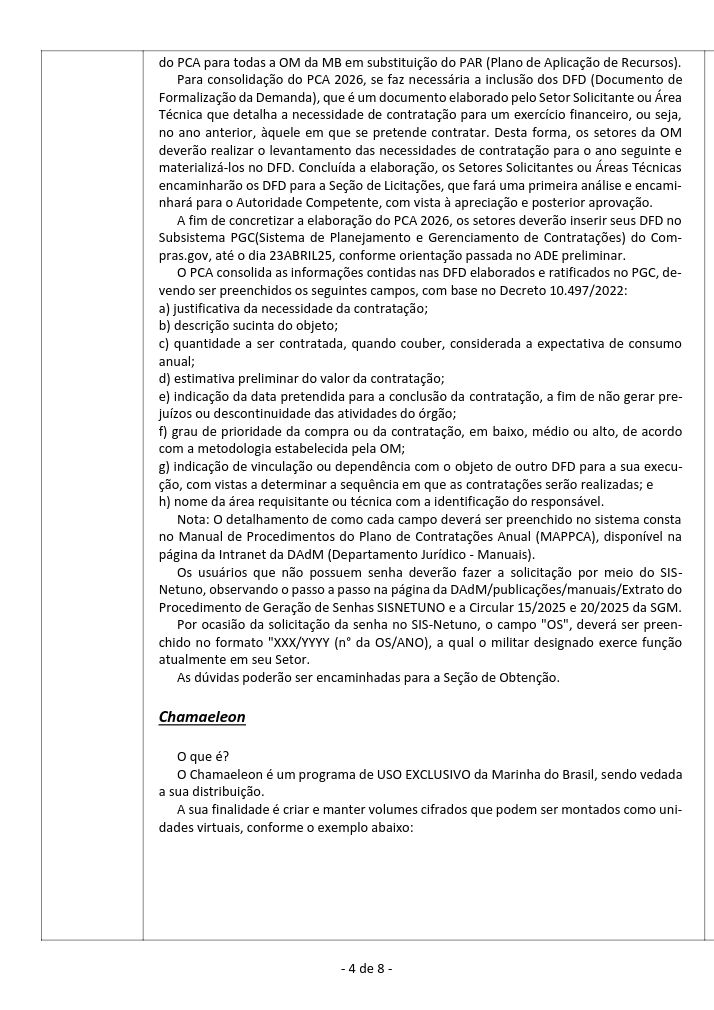 do PCA para todas a OM da MB em substituição do PAR (Plano de Aplicação de Recursos).
Para consolidação do PCA 2026, se faz necessária a inclusão dos DFD (Documento de
Formalização da Demanda), que é um documento elaborado pelo Setor Solicitante ou Área
Técnica que detalha a necessidade de contratação para um exercício financeiro, ou seja,
no ano anterior, àquele em que se pretende contratar. Desta forma, os setores da OM
deverão realizar o levantamento das necessidades de contratação para o ano seguinte e
materializá-los no DFD. Concluída a elaboração, os Setores Solicitantes ou Áreas Técnicas
encaminharão os DFD para a Seção de Licitações, que fará uma primeira análise e encami-
nhará para o Autoridade Competente, com vista à apreciação e posterior aprovação.
A fim de concretizar a elaboração do PCA 2026, os setores deverão inserir seus DFD no
Subsistema PGC(Sistema de Planejamento e Gerenciamento de Contratações) do Com-
pras.gov, até o dia 23ABRIL25, conforme orientação passada no ADE preliminar.
O PCA consolida as informações contidas nas DFD elaborados e ratificados no PGC, de-
vendo ser preenchidos os seguintes campos, com base no Decreto 10.497/2022:
a) justificativa da necessidade da contratação;
b) descrição sucinta do objeto;
c) quantidade a ser contratada, quando couber, considerada a expectativa de consumo
anual;
d) estimativa preliminar do valor da contratação;
e) indicação da data pretendida para a conclusão da contratação, a fim de não gerar pre-
juízos ou descontinuidade das atividades do órgão;
f) grau de prioridade da compra ou da contratação, em baixo, médio ou alto, de acordo
com a metodologia estabelecida pela OM;
g) indicação de vinculação ou dependência com o objeto de outro DFD para a sua execu-
ção, com vistas a determinar a sequência em que as contratações serão realizadas; e
h) nome da área requisitante ou técnica com a identificação do responsável.
Nota: O detalhamento de como cada campo deverá ser preenchido no sistema consta
no Manual de Procedimentos do Plano de Contratações Anual (MAPPCA), disponível na
página da Intranet da DAdM (Departamento Jurídico - Manuais).
Os usuários que não possuem senha deverão fazer a solicitação por meio do SIS-
Netuno, observando o passo a passo na página da DAdM/publicações/manuais/Extrato do
Procedimento de Geração de Senhas SISNETUNO e a Circular 15/2025 e 20/2025 da SGM.
Por ocasião da solicitação da senha no SIS-Netuno, o campo "OS", deverá ser preen-
chido no formato "XXX/YYYY (n° da OS/ANO), a qual o militar designado exerce função
atualmente em seu Setor.
As dúvidas poderão ser encaminhadas para a Seção de Obtenção.
Chamaeleon
O que é?
O Chamaeleon é um programa de USO EXCLUSIVO da Marinha do Brasil, sendo vedada
a sua distribuição.
A sua finalidade é criar e manter volumes cifrados que podem ser montados como uni-
dades virtuais, conforme o exemplo abaixo:
- 4 de 8 -